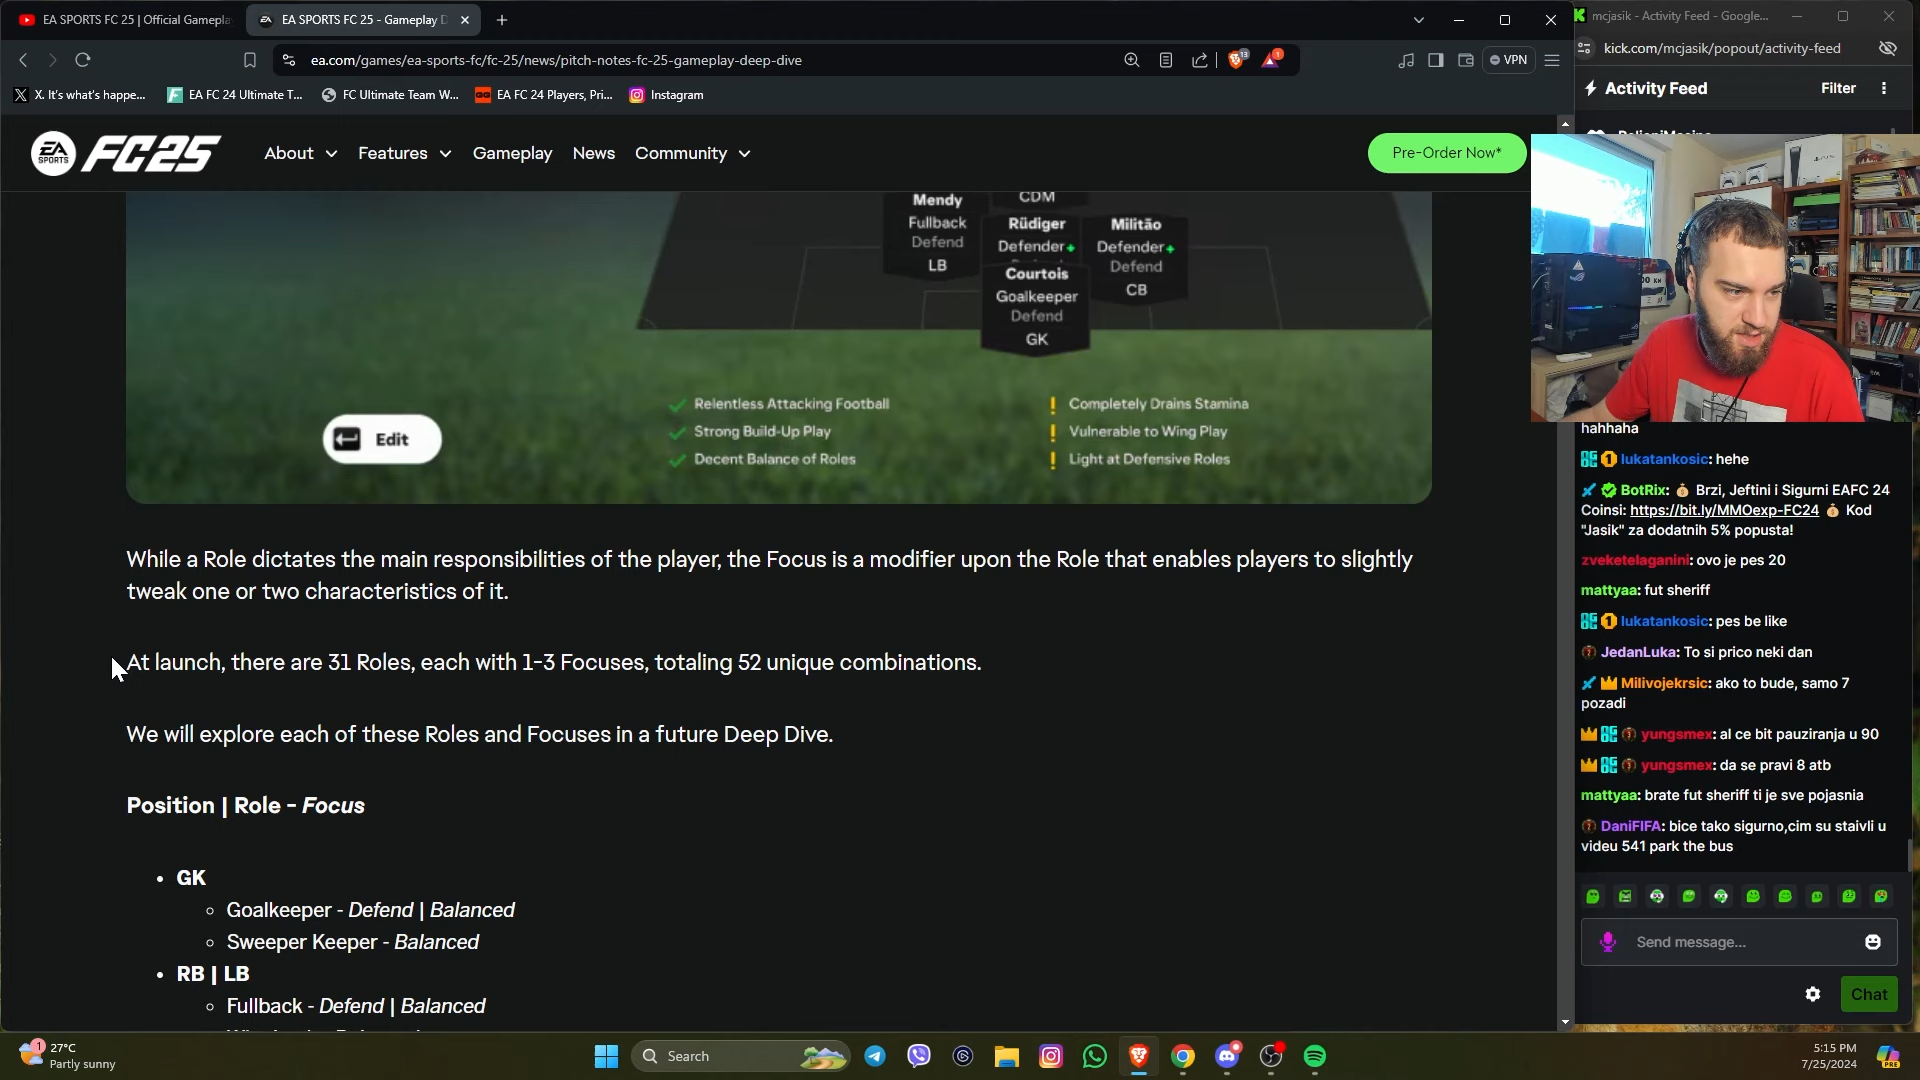 EA SPORTS FC 25 | Official Gamepla
EA SPORTS FC 25 - Gameplay D
mcjasik - Activity Feed - Google...
ea.com/games/ea-sports-fc/fc-25/news/pitch-notes-fc-25-gameplay-deep-dive
13
1
VPN
kick.com/mcjasik/popout/activity-feed
X. It's what's happe...
EA FC 24 Ultimate T...
FC Ultimate Team W...
EA FC 24 Players, Pri...
Instagram
Activity Feed
Filter
EA SPORTS FC25
About
Features
Gameplay
News
Community
Pre-Order Now*
Mendy
Fullback
Defend
LB
CDM
Rüdiger
Defender+
Militão
Defender+
Defend
CB
Courtois
Goalkeeper
Defend
GK
Edit
Relentless Attacking Football
Strong Build-Up Play
Decent Balance of Roles
Completely Drains Stamina
Vulnerable to Wing Play
Light at Defensive Roles
While a Role dictates the main responsibilities of the player, the Focus is a modifier upon the Role that enables players to slightly
tweak one or two characteristics of it.
At launch, there are 31 Roles, each with 1-3 Focuses, totaling 52 unique combinations.
We will explore each of these Roles and Focuses in a future Deep Dive.
Position | Role - Focus
GK
Goalkeeper - Defend | Balanced
Sweeper Keeper - Balanced
RB | LB
Fullback - Defend | Balanced
hahhaha
lukatankosic: hehe
BotRix: 💰 Brzi, Jeftini i Sigurni EAFC 24
Coinsi: https://bit.ly/MMOexp-FC24 💰 Kod
"Jasik" za dodatnih 5% popusta!
zveketelaganini: ovo je pes 20
mattyaa: fut sheriff
lukatankosic: pes be like
JedanLuka: To si prico neki dan
Milivojekrsic: ako to bude, samo 7
pozadi
yungsmex: al ce bit pauziranja u 90
yungsmex: da se pravi 8 atb
mattyaa: brate fut sheriff ti je sve pojasnia
DaniFIFA: bice tako sigurno,cim su staivli u
videu 541 park the bus
Send message...
Chat
1
27°C
Partly sunny
Search
5:15 PM
7/25/2024